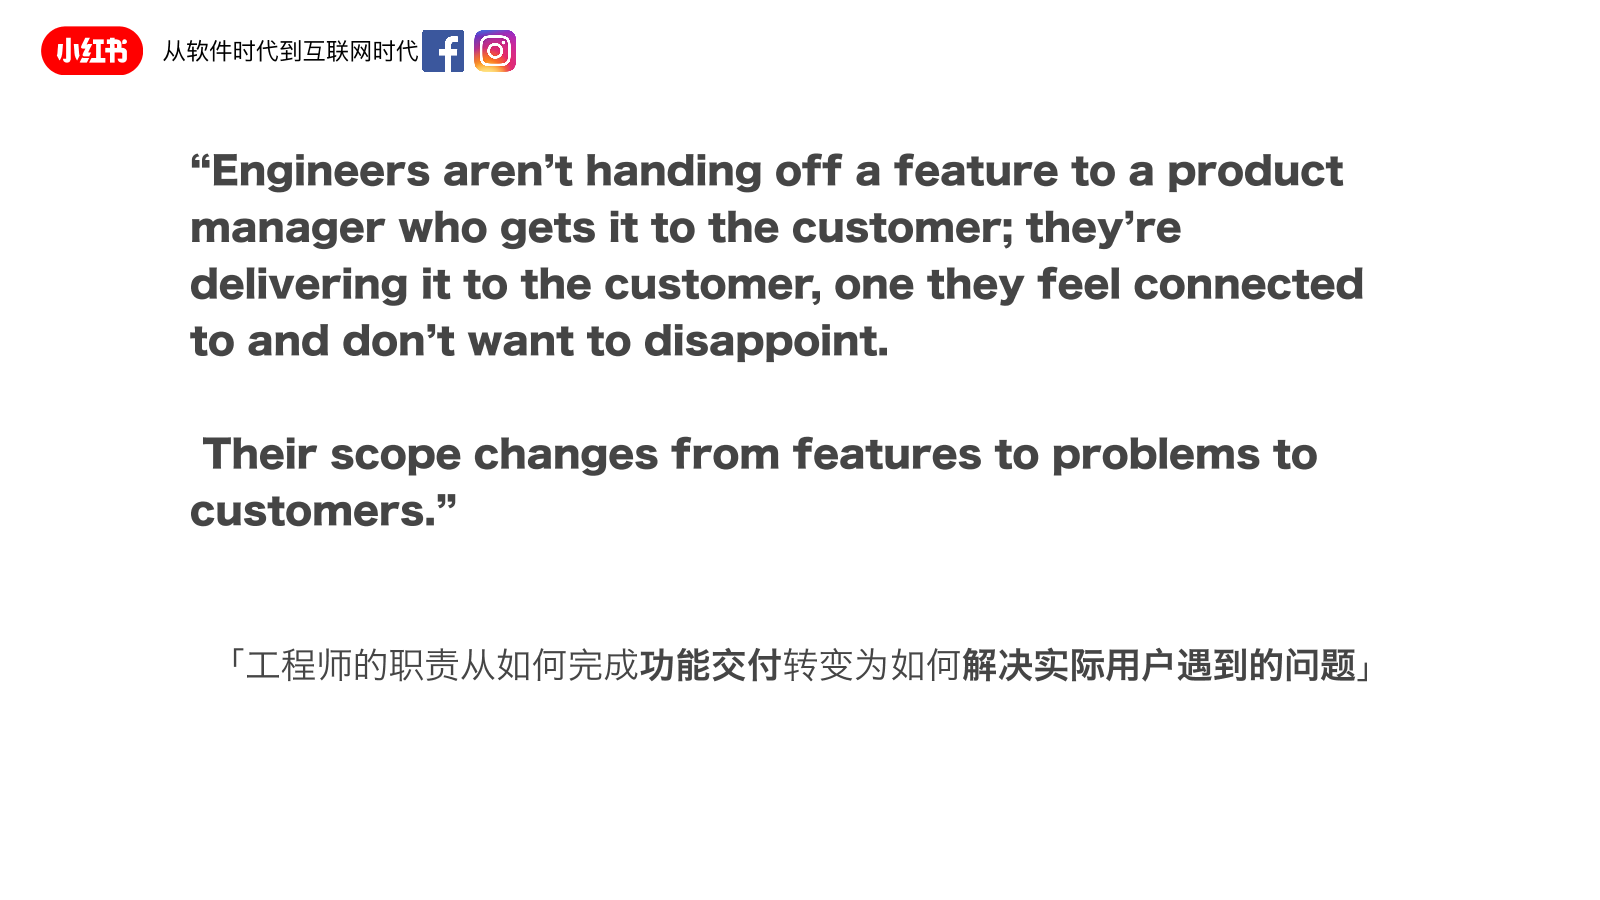 小红书 从软件时代到互联网时代
“Engineers aren’t handing off a feature to a product
manager who gets it to the customer; they’re
delivering it to the customer, one they feel connected
to and don’t want to disappoint.
Their scope changes from features to problems to
customers.”
「工程师的职责从如何完成功能交付转变为如何解决实际用户遇到的问题」